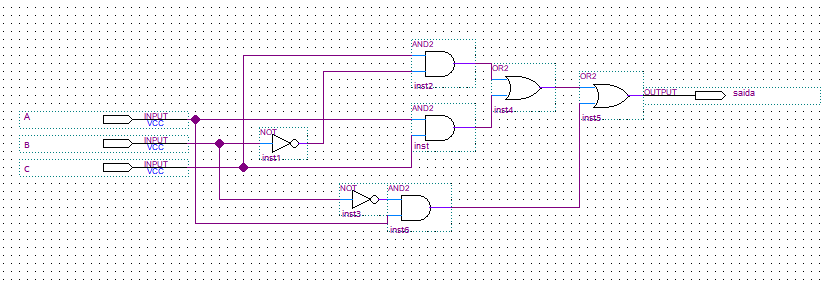 AND2
inst2
OR2
inst4
OR2
inst5
OUTPUT
saida
A
INPUT
VCC
AND2
inst
B
INPUT
VCC
NOT
inst1
C
INPUT
VCC
NOT
inst3
AND2
inst6